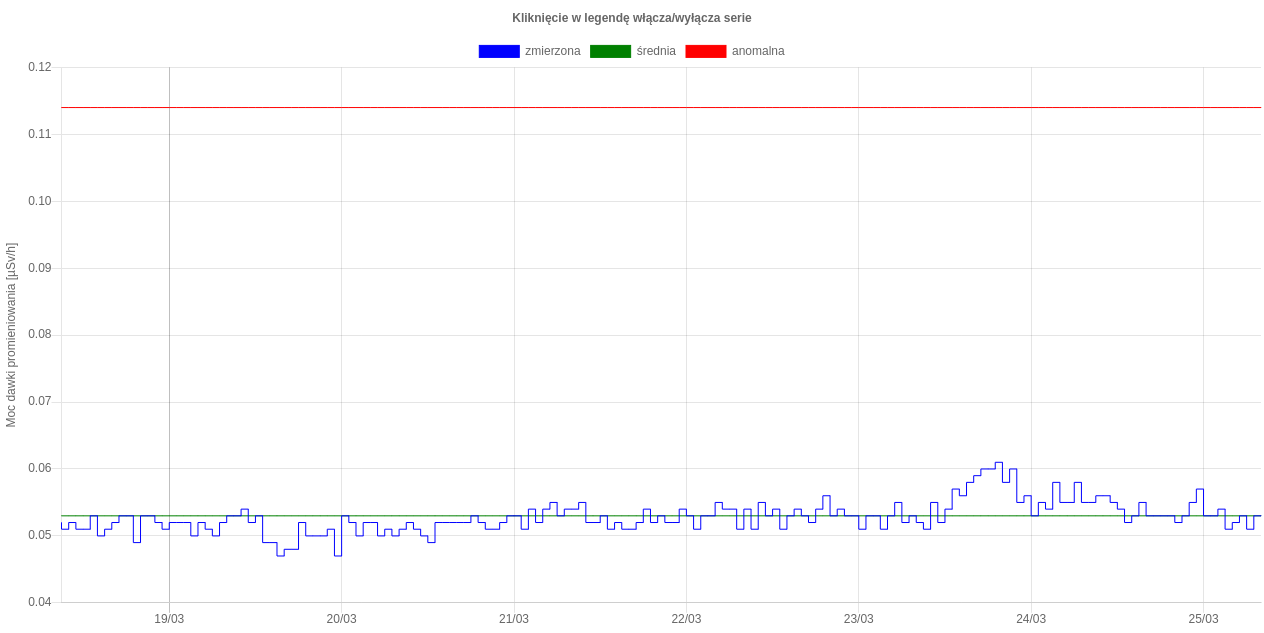 Kliknięcie w legendę włącza/wyłącza serie
zmierzona średnia anomalna
Moc dawki promieniowania [µSv/h]
0.12
0.11
0.10
0.09
0.08
0.07
0.06
0.05
0.04
19/03 20/03 21/03 22/03 23/03 24/03 25/03